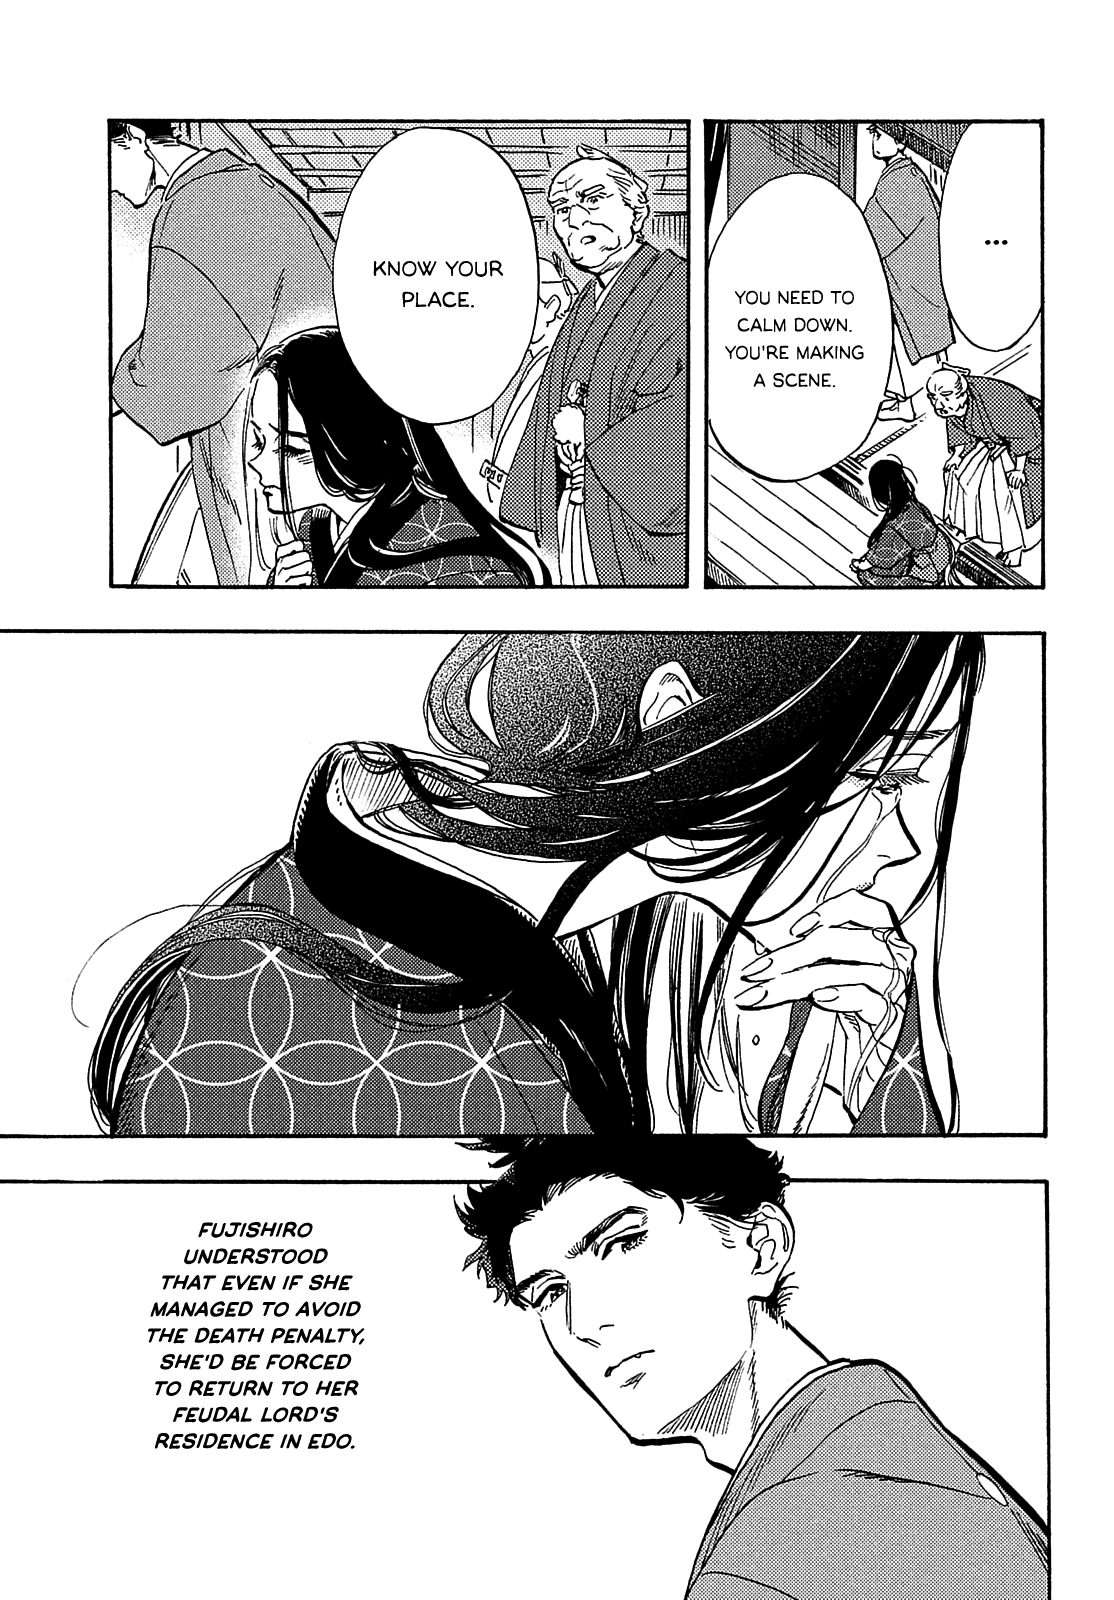 ...
YOU NEED TO
CALM DOWN.
YOU'RE MAKING
A SCENE.
KNOW YOUR
PLACE.
FUJISHIRO
UNDERSTOOD
THAT EVEN IF SHE
MANAGED TO AVOID
THE DEATH PENALTY,
SHE'D BE FORCED
TO RETURN TO HER
FEUDAL LORD'S
RESIDENCE IN EDO.